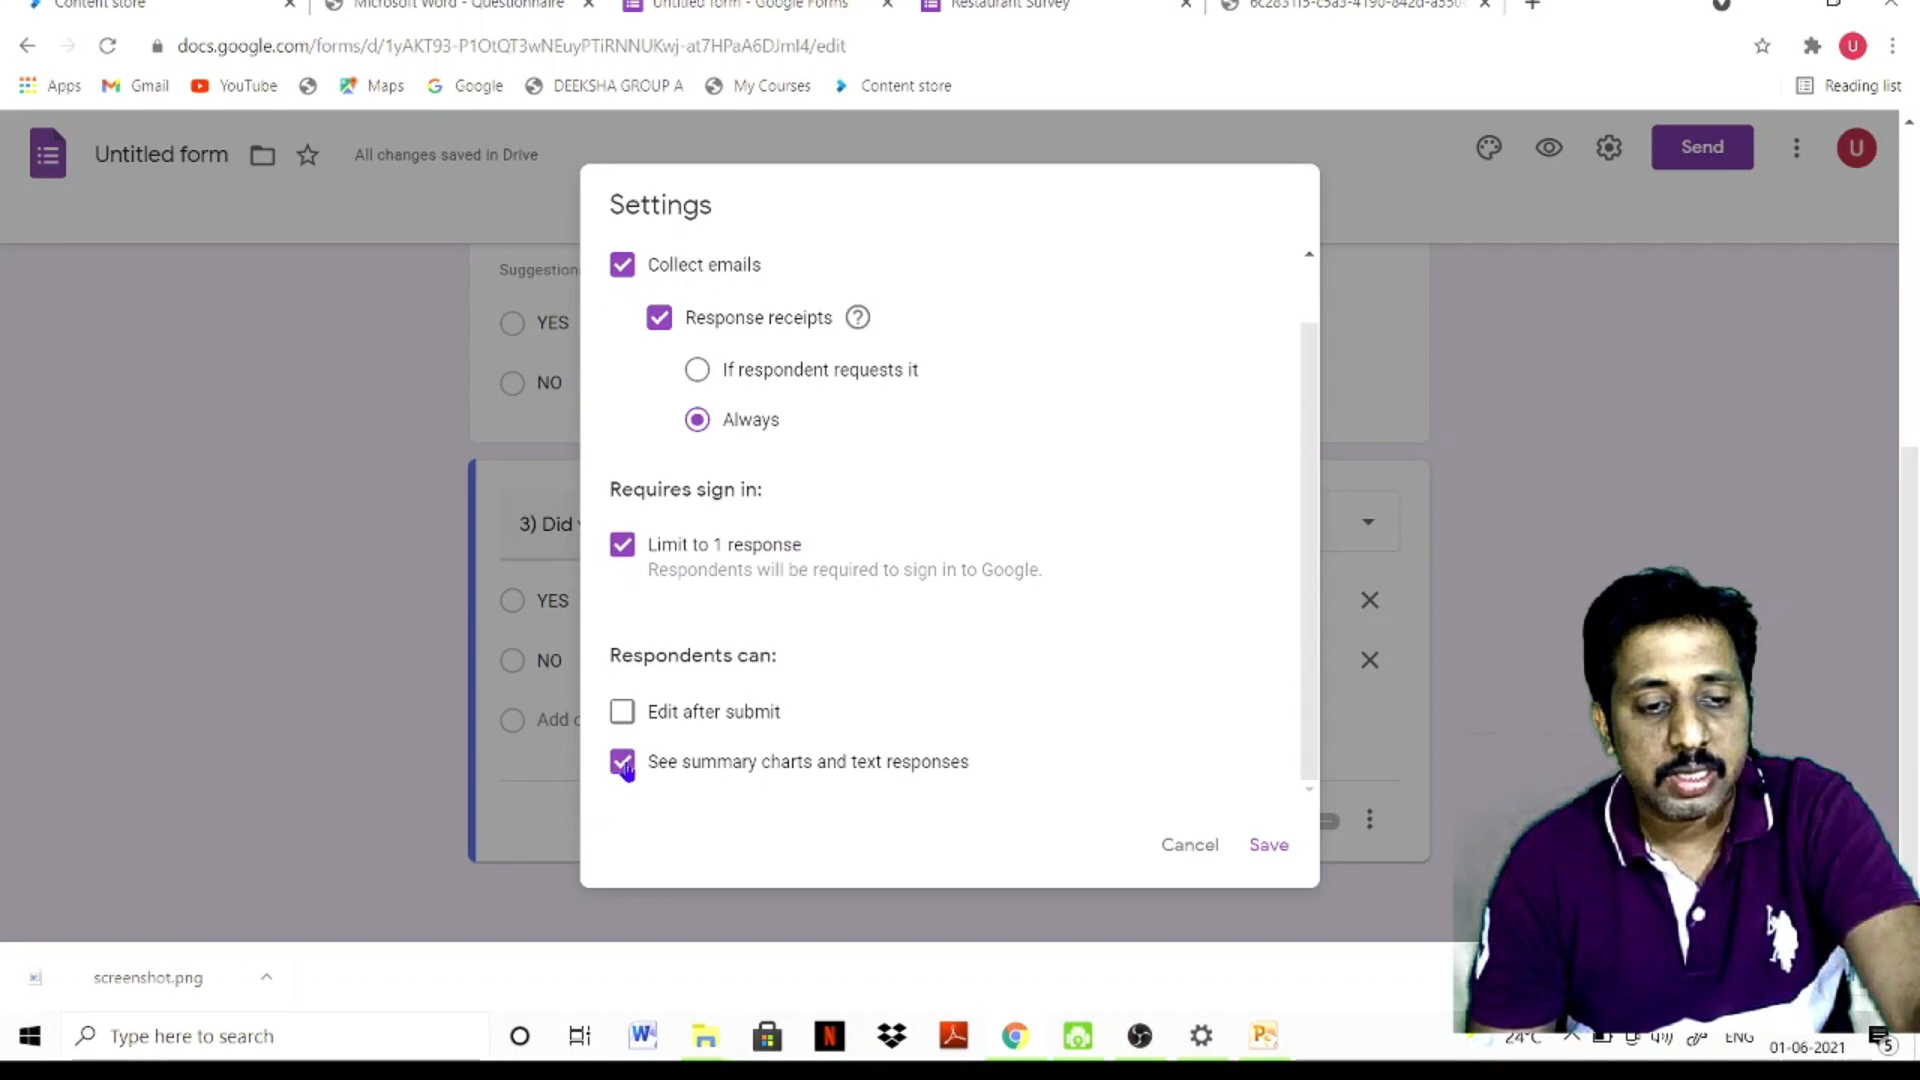 Content store
Microsoft Word - Questionnaire
Untitled form - Google Forms
Restaurant Survey
docs.google.com/forms/d/1yAKT93-P1OtQT3wNEuyPTiRNNUKwj-at7HPaA6DJmI4/edit
U
Apps
Gmail
YouTube
Maps
Google
DEEKSHA GROUP A
My Courses
Content store
Reading list
Untitled form
All changes saved in Drive
Send
U
Settings
Collect emails
Response receipts
If respondent requests it
Always
Requires sign in:
Limit to 1 response
Respondents will be required to sign in to Google.
Respondents can:
Edit after submit
See summary charts and text responses
Cancel
Save
Suggestion
YES
NO
3) Did
YES
NO
Add
screenshot.png
Type here to search
24°C
ENG
01-06-2021
5